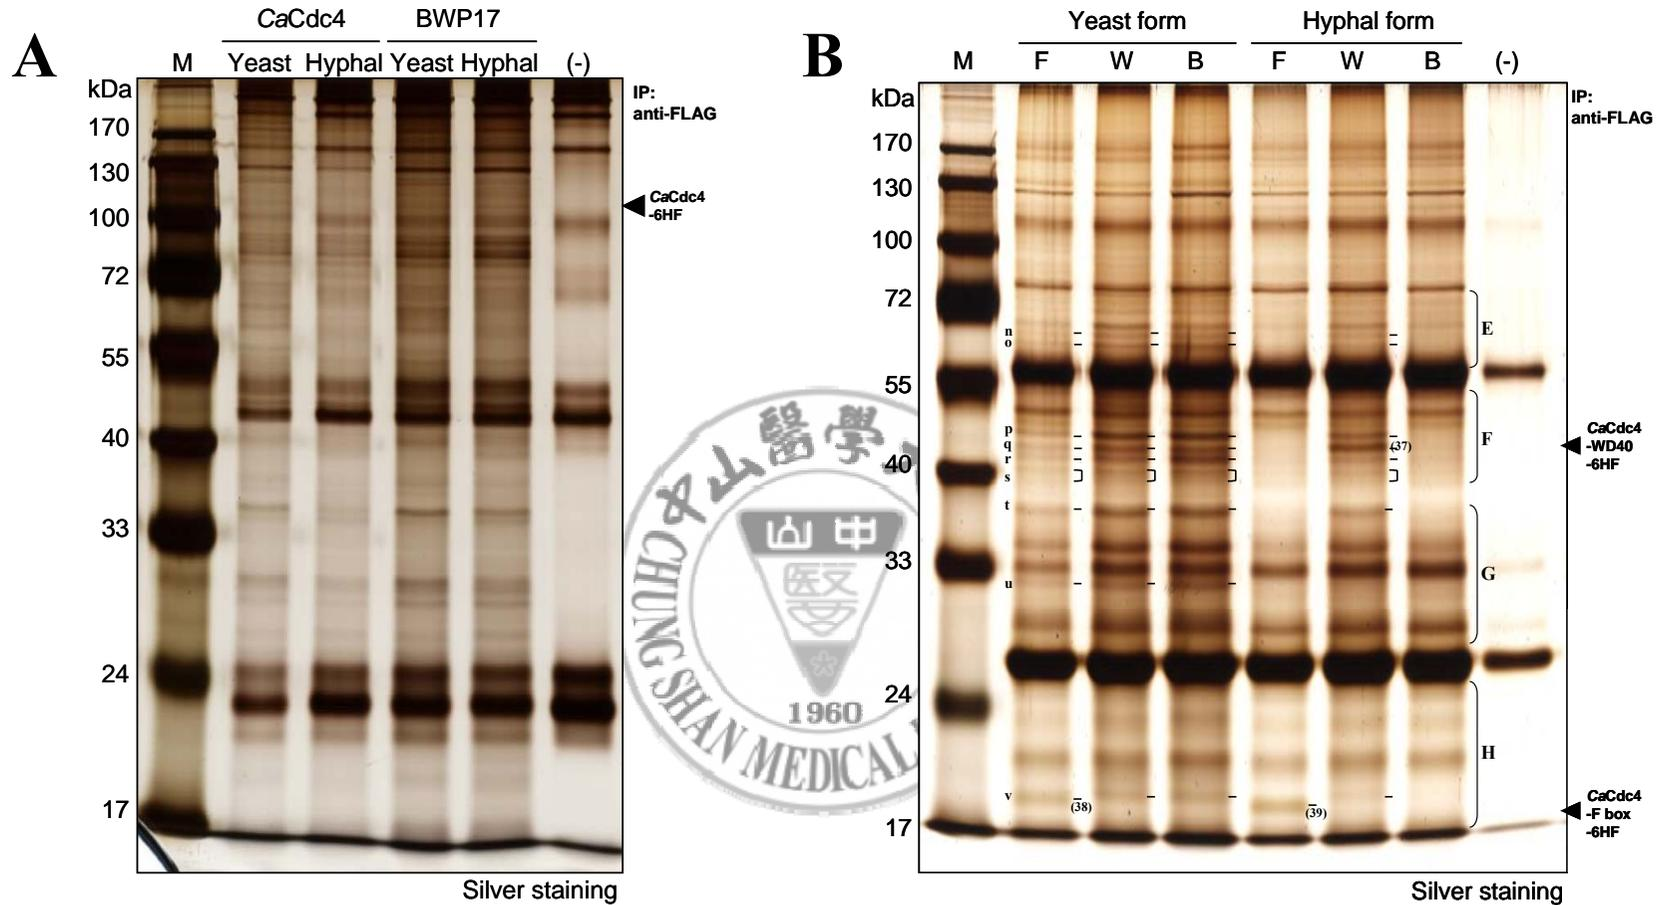 A
CaCdc4 BWP17
M Yeast Hyphal Yeast Hyphal (-)
kDa
170
130
100
72
55
40
33
24
17
IP:
anti-FLAG
CaCdc4
-6HF
Silver staining
B
Yeast form Hyphal form
M F W B F W B (-)
kDa
170
130
100
72
55
40
33
24
17
n
o
p
q
r
s
t
u
v
(37)
(38)
(39)
E
F
G
H
IP:
anti-FLAG
CaCdc4
-WD40
-6HF
CaCdc4
-F box
-6HF
Silver staining
中山醫學
山中
醫
1960
CHUNG SHAN MEDICAL